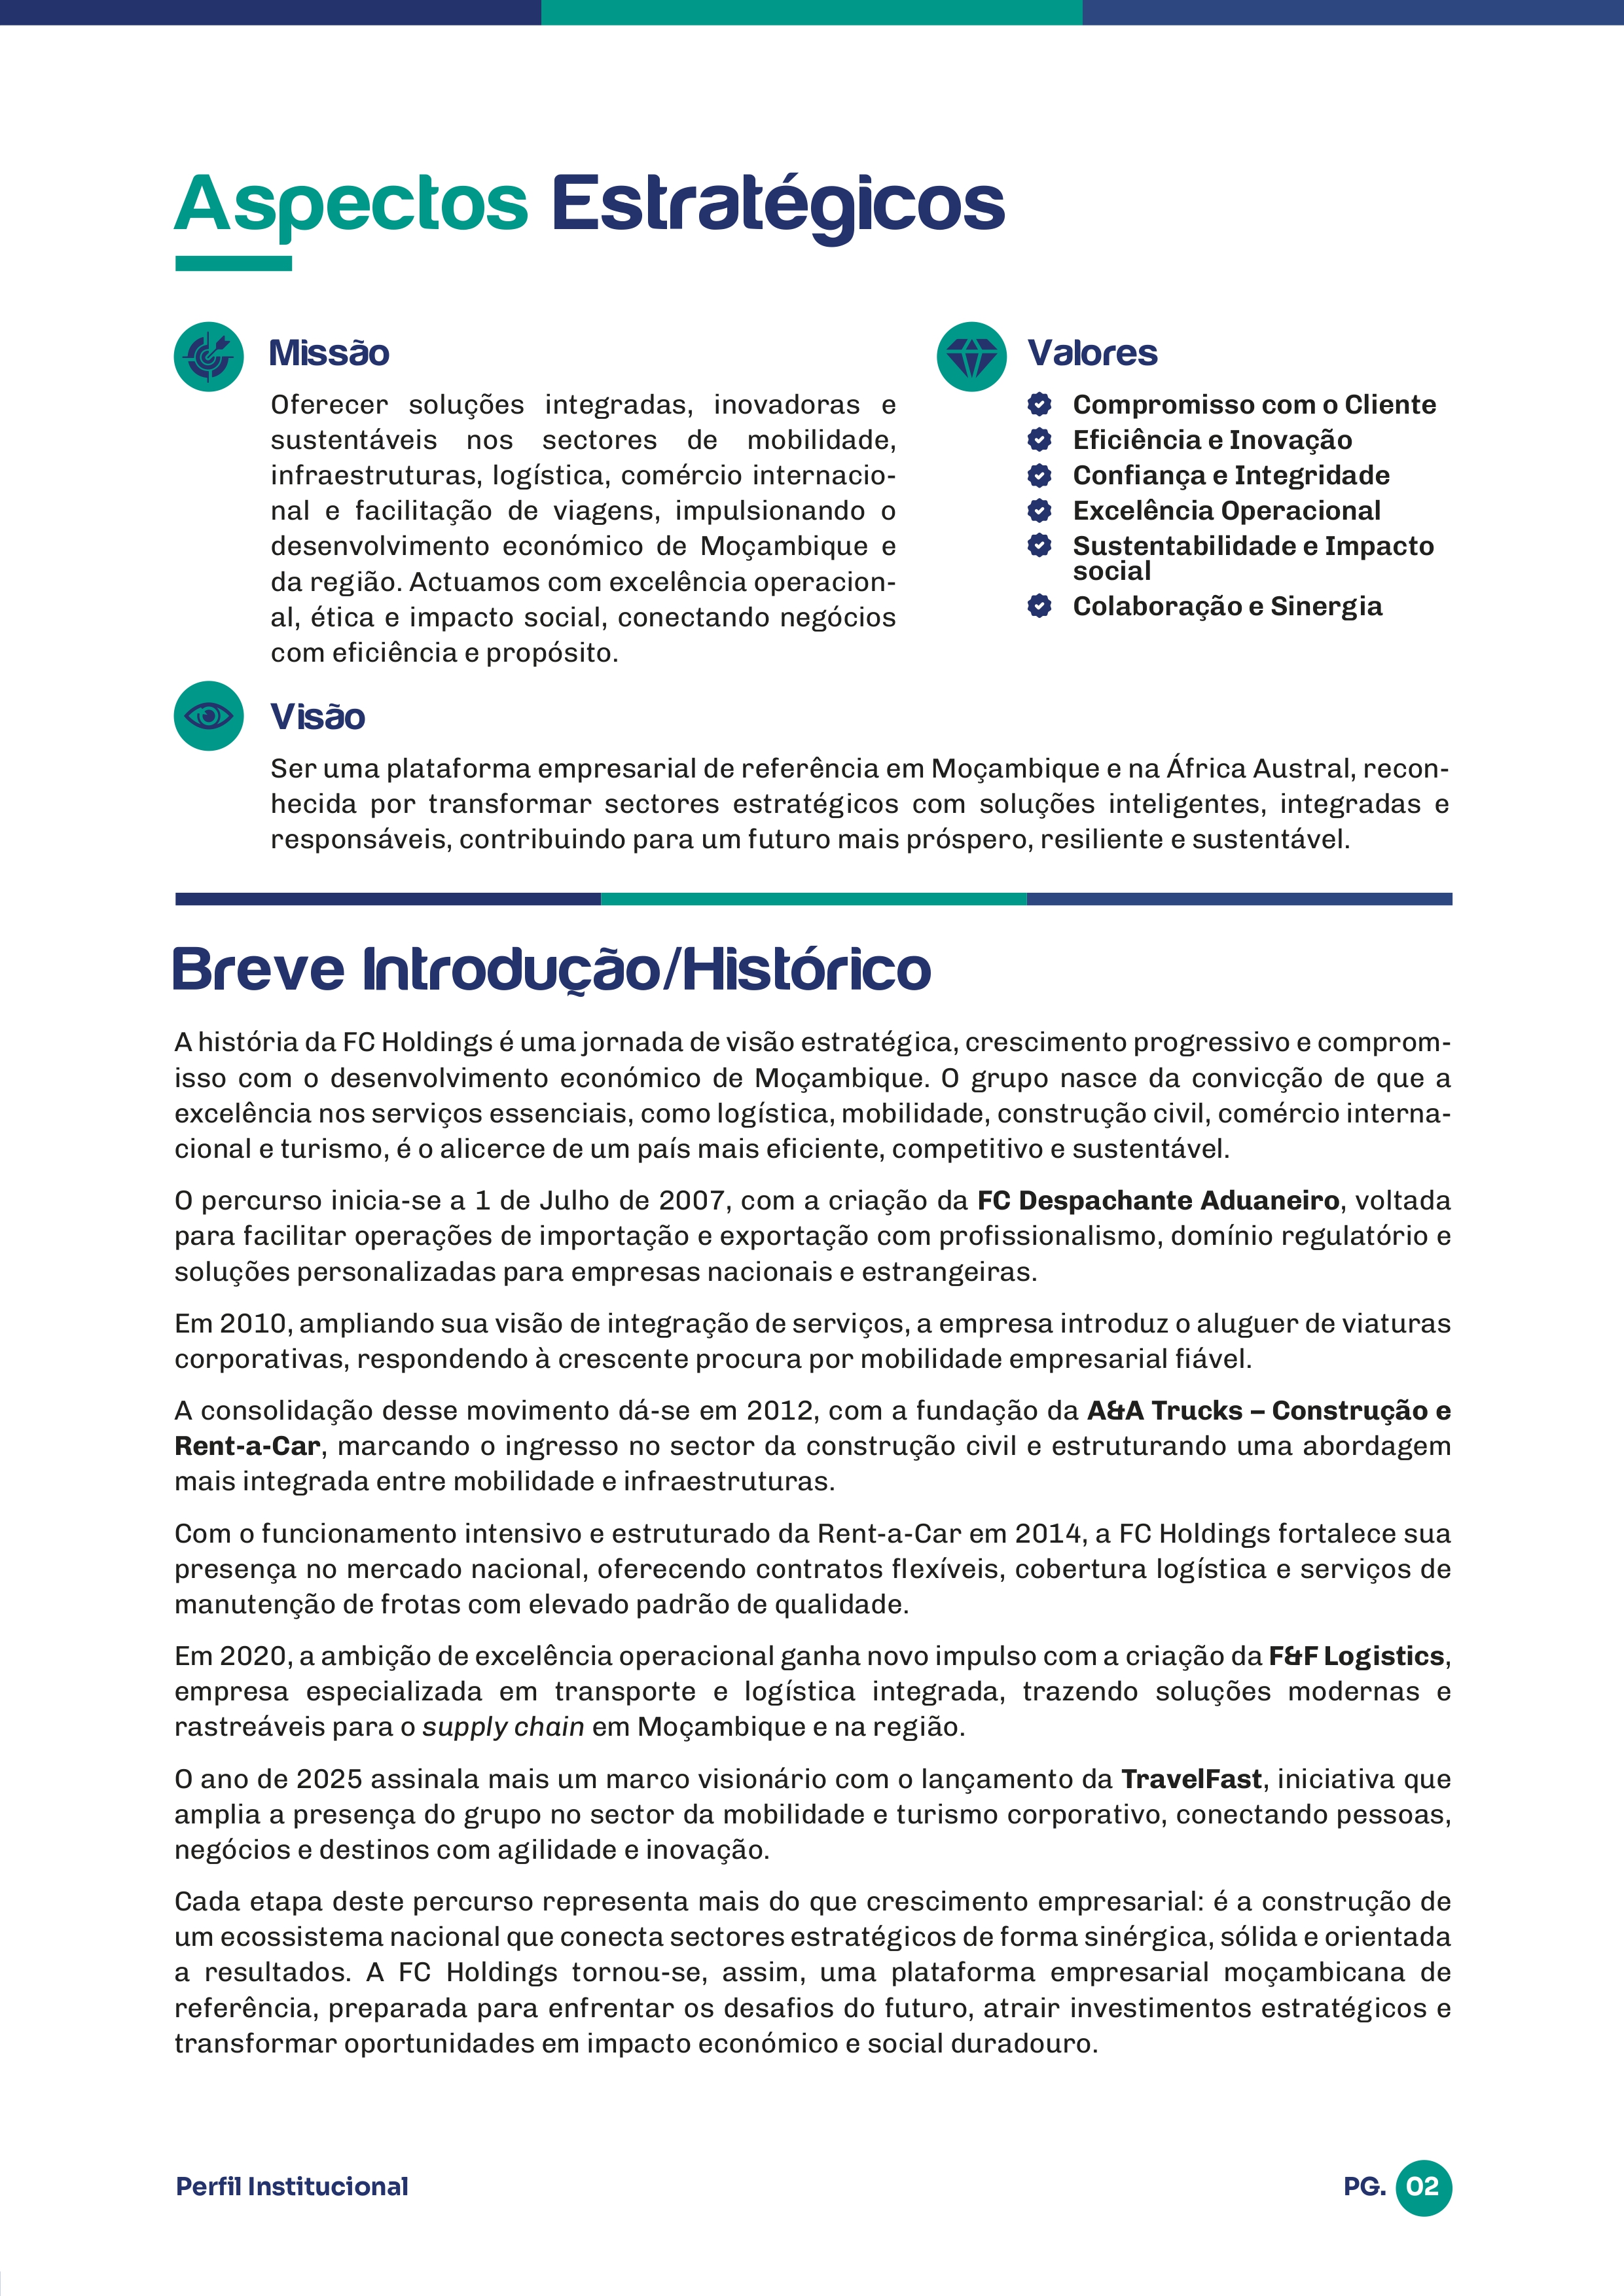 Aspectos Estratégicos
Missão
Oferecer soluções integradas, inovadoras e
sustentáveis nos sectores de mobilidade,
infraestruturas, logística, comércio internacio-
nal e facilitação de viagens, impulsionando o
desenvolvimento económico de Moçambique e
da região. Actuamos com excelência operacion-
al, ética e impacto social, conectando negócios
com eficiência e propósito.
Valores
Compromisso com o Cliente
Eficiência e Inovação
Confiança e Integridade
Excelência Operacional
Sustentabilidade e Impacto
social
Colaboração e Sinergia
Visão
Ser uma plataforma empresarial de referência em Moçambique e na África Austral, recon-
hecida por transformar sectores estratégicos com soluções inteligentes, integradas e
responsáveis, contribuindo para um futuro mais próspero, resiliente e sustentável.
Breve Introdução/Histórico
A história da FC Holdings é uma jornada de visão estratégica, crescimento progressivo e comprom-
isso com o desenvolvimento económico de Moçambique. O grupo nasce da convicção de que a
excelência nos serviços essenciais, como logística, mobilidade, construção civil, comércio interna-
cional e turismo, é o alicerce de um país mais eficiente, competitivo e sustentável.
O percurso inicia-se a 1 de Julho de 2007, com a criação da FC Despachante Aduaneiro, voltada
para facilitar operações de importação e exportação com profissionalismo, domínio regulatório e
soluções personalizadas para empresas nacionais e estrangeiras.
Em 2010, ampliando sua visão de integração de serviços, a empresa introduz o aluguer de viaturas
corporativas, respondendo à crescente procura por mobilidade empresarial fiável.
A consolidação desse movimento dá-se em 2012, com a fundação da A&A Trucks – Construção e
Rent-a-Car, marcando o ingresso no sector da construção civil e estruturando uma abordagem
mais integrada entre mobilidade e infraestruturas.
Com o funcionamento intensivo e estruturado da Rent-a-Car em 2014, a FC Holdings fortalece sua
presença no mercado nacional, oferecendo contratos flexíveis, cobertura logística e serviços de
manutenção de frotas com elevado padrão de qualidade.
Em 2020, a ambição de excelência operacional ganha novo impulso com a criação da F&F Logistics,
empresa especializada em transporte e logística integrada, trazendo soluções modernas e
rastreáveis para o supply chain em Moçambique e na região.
O ano de 2025 assinala mais um marco visionário com o lançamento da TravelFast, iniciativa que
amplia a presença do grupo no sector da mobilidade e turismo corporativo, conectando pessoas,
negócios e destinos com agilidade e inovação.
Cada etapa deste percurso representa mais do que crescimento empresarial: é a construção de
um ecossistema nacional que conecta sectores estratégicos de forma sinérgica, sólida e orientada
a resultados. A FC Holdings tornou-se, assim, uma plataforma empresarial moçambicana de
referência, preparada para enfrentar os desafios do futuro, atrair investimentos estratégicos e
transformar oportunidades em impacto económico e social duradouro.
Perfil Institucional
PG. 02